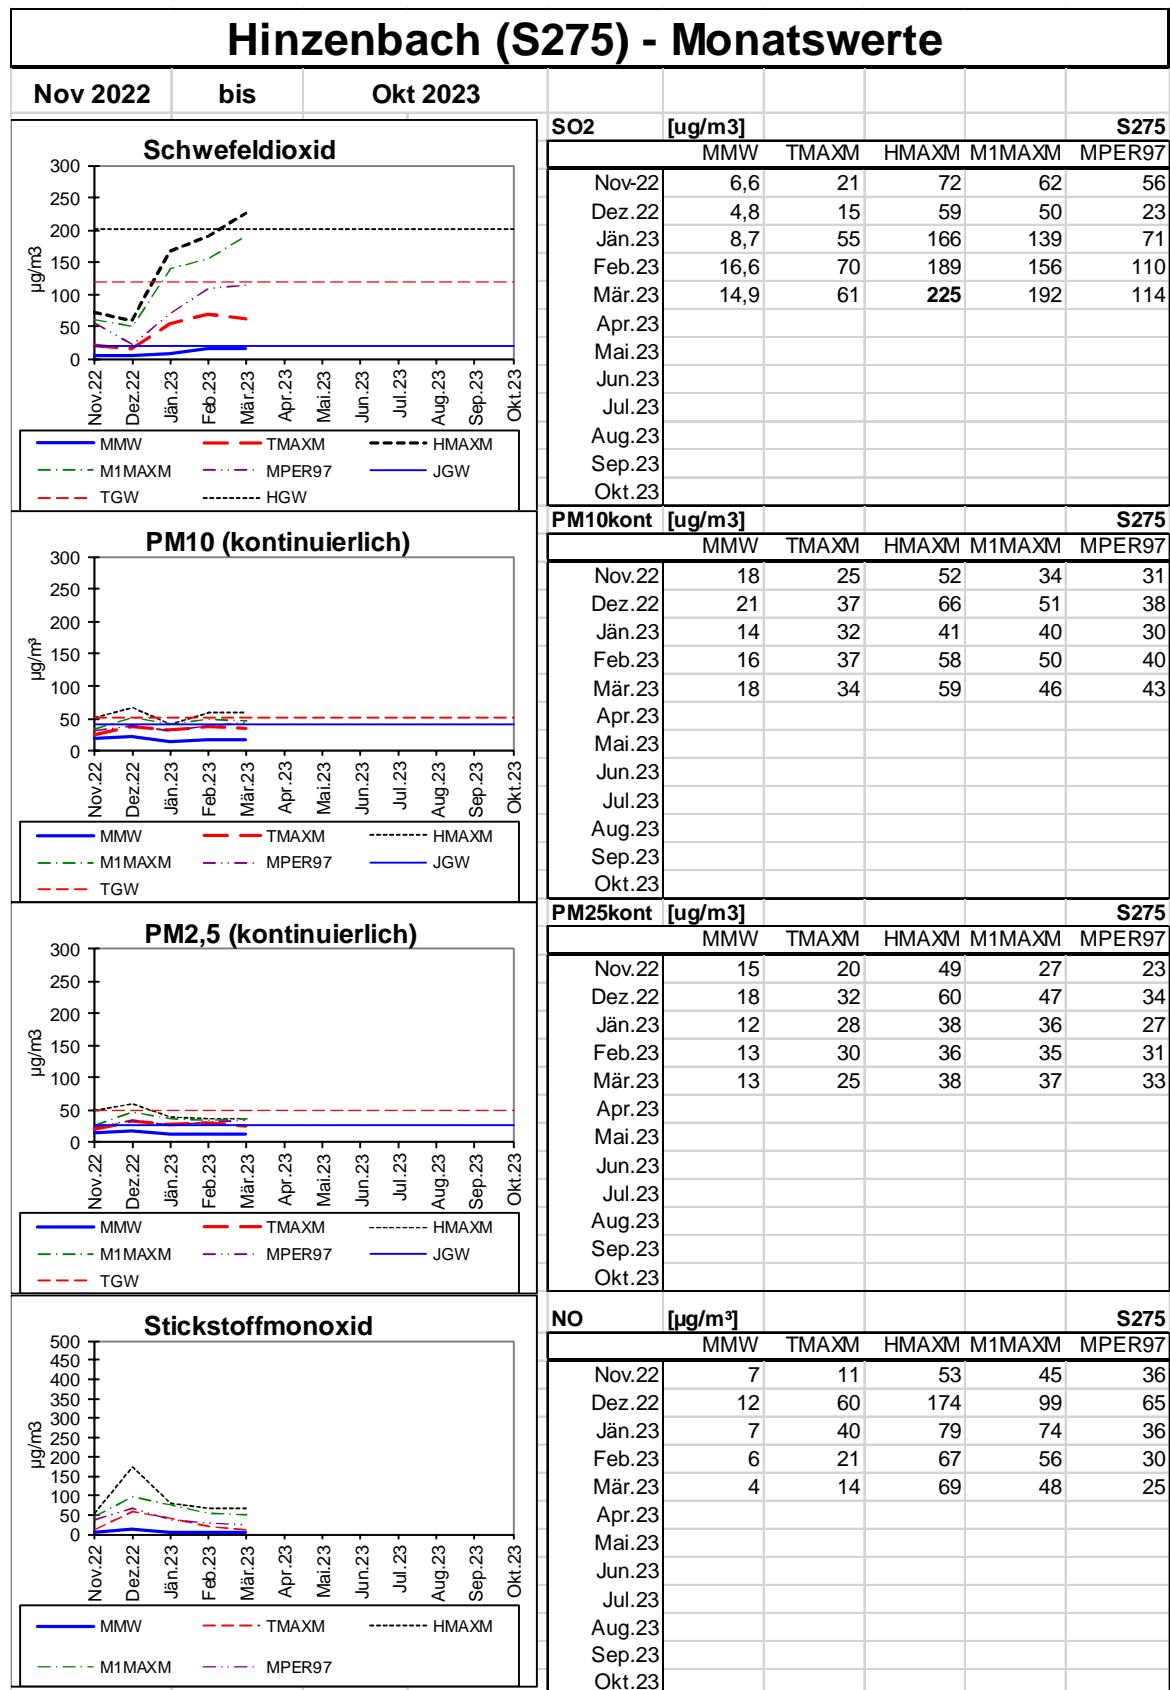 Hinzenbach (S275) - Monatswerte
Nov 2022 bis Okt 2023
Schwefeldioxid
300
250
200
150
100
50
0
µg/m3
Nov.22 Dez.22 Jän.23 Feb.23 Mär.23 Apr.23 Mai.23 Jun.23 Jul.23 Aug.23 Sep.23 Okt.23
MMW TMAXM HMAXM
M1MAXM MPER97 JGW
TGW HGW
SO2 [ug/m3] S275
MMW TMAXM HMAXM M1MAXM MPER97
Nov-22 6,6 21 72 62 56
Dez.22 4,8 15 59 50 23
Jän.23 8,7 55 166 139 71
Feb.23 16,6 70 189 156 110
Mär.23 14,9 61 225 192 114
Apr.23
Mai.23
Jun.23
Jul.23
Aug.23
Sep.23
Okt.23
PM10 (kontinuierlich)
300
250
200
150
100
50
0
µg/m³
Nov.22 Dez.22 Jän.23 Feb.23 Mär.23 Apr.23 Mai.23 Jun.23 Jul.23 Aug.23 Sep.23 Okt.23
MMW TMAXM HMAXM
M1MAXM MPER97 JGW
TGW
PM10kont [ug/m3] S275
MMW TMAXM HMAXM M1MAXM MPER97
Nov.22 18 25 52 34 31
Dez.22 21 37 66 51 38
Jän.23 14 32 41 40 30
Feb.23 16 37 58 50 40
Mär.23 18 34 59 46 43
Apr.23
Mai.23
Jun.23
Jul.23
Aug.23
Sep.23
Okt.23
PM2,5 (kontinuierlich)
300
250
200
150
100
50
0
µg/m3
Nov.22 Dez.22 Jän.23 Feb.23 Mär.23 Apr.23 Mai.23 Jun.23 Jul.23 Aug.23 Sep.23 Okt.23
MMW TMAXM HMAXM
M1MAXM MPER97 JGW
TGW
PM25kont [ug/m3] S275
MMW TMAXM HMAXM M1MAXM MPER97
Nov.22 15 20 49 27 23
Dez.22 18 32 60 47 34
Jän.23 12 28 38 36 27
Feb.23 13 30 36 35 31
Mär.23 13 25 38 37 33
Apr.23
Mai.23
Jun.23
Jul.23
Aug.23
Sep.23
Okt.23
Stickstoffmonoxid
500
450
400
350
300
250
200
150
100
50
0
µg/m3
Nov.22 Dez.22 Jän.23 Feb.23 Mär.23 Apr.23 Mai.23 Jun.23 Jul.23 Aug.23 Sep.23 Okt.23
MMW TMAXM HMAXM
M1MAXM MPER97
NO [µg/m³] S275
MMW TMAXM HMAXM M1MAXM MPER97
Nov.22 7 11 53 45 36
Dez.22 12 60 174 99 65
Jän.23 7 40 79 74 36
Feb.23 6 21 67 56 30
Mär.23 4 14 69 48 25
Apr.23
Mai.23
Jun.23
Jul.23
Aug.23
Sep.23
Okt.23